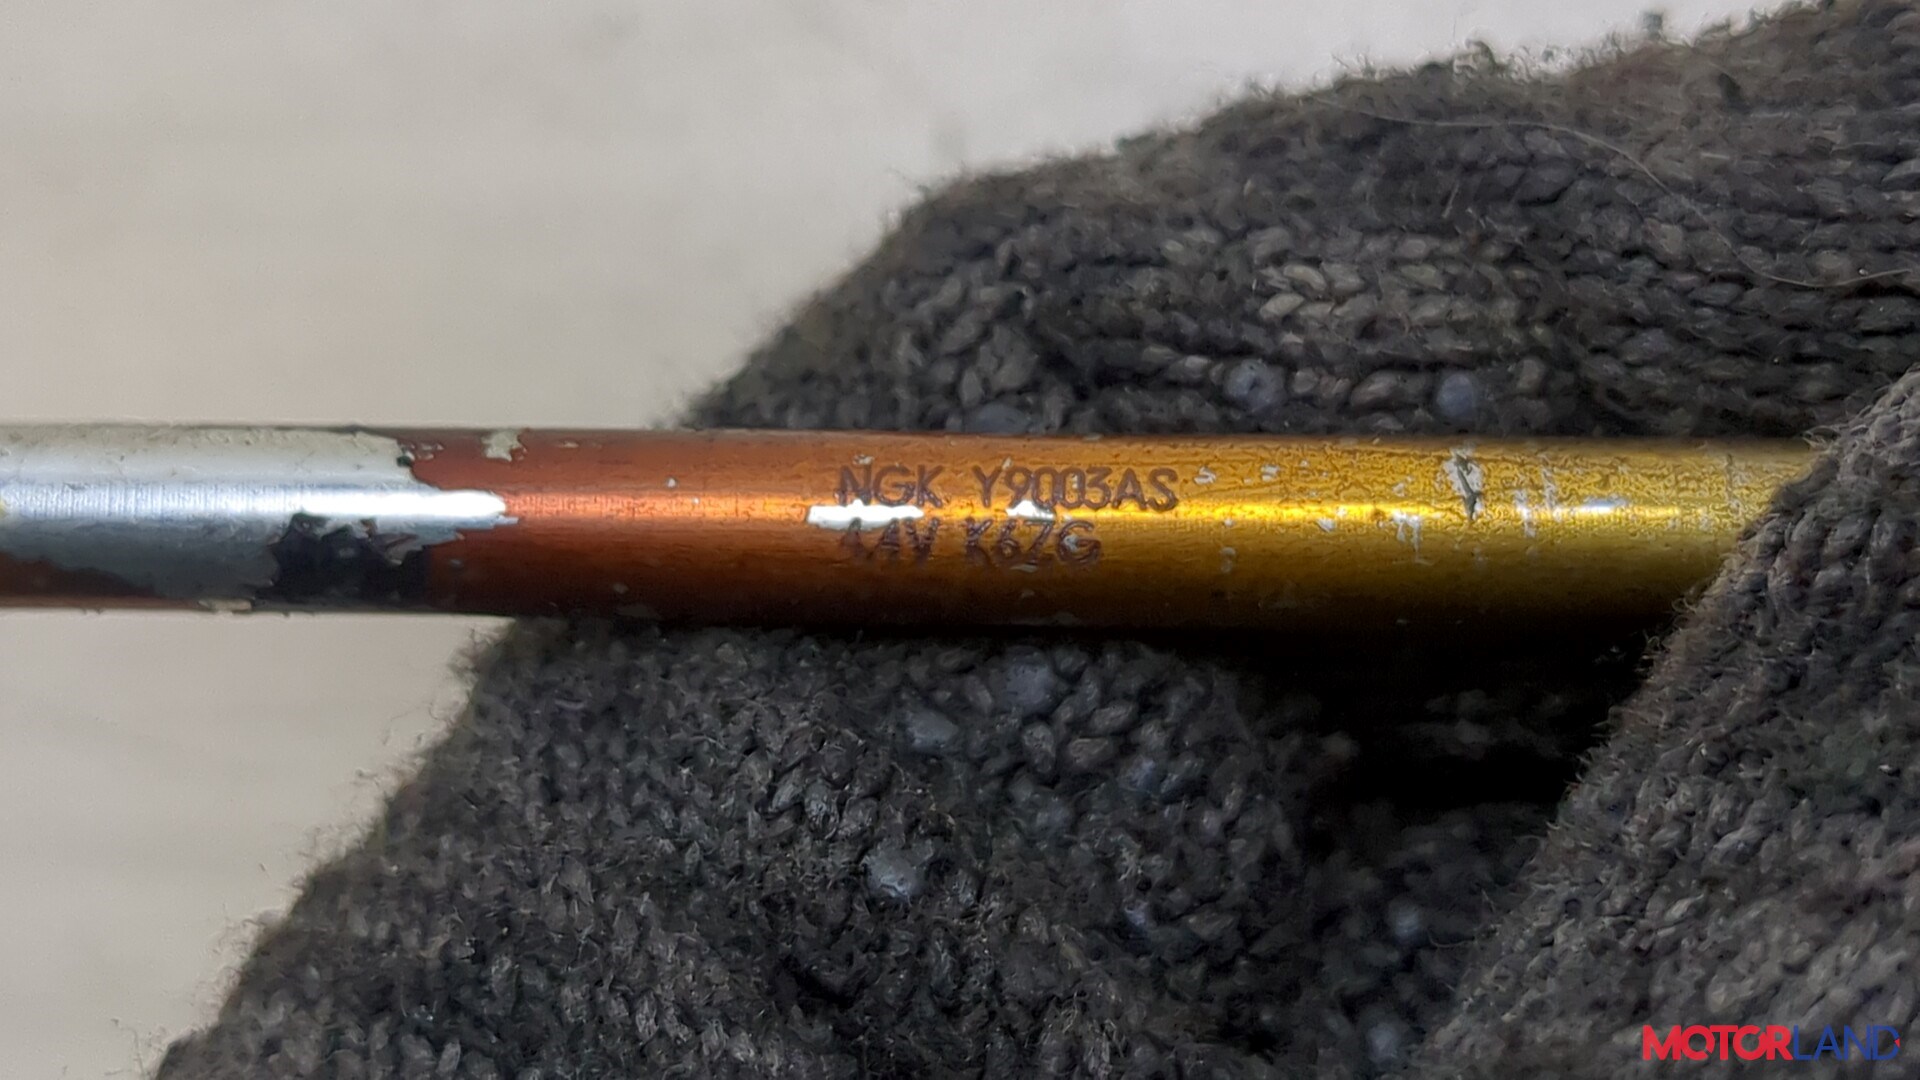 NGK Y9003AS
4.4V K6ZG
MOTORLAND